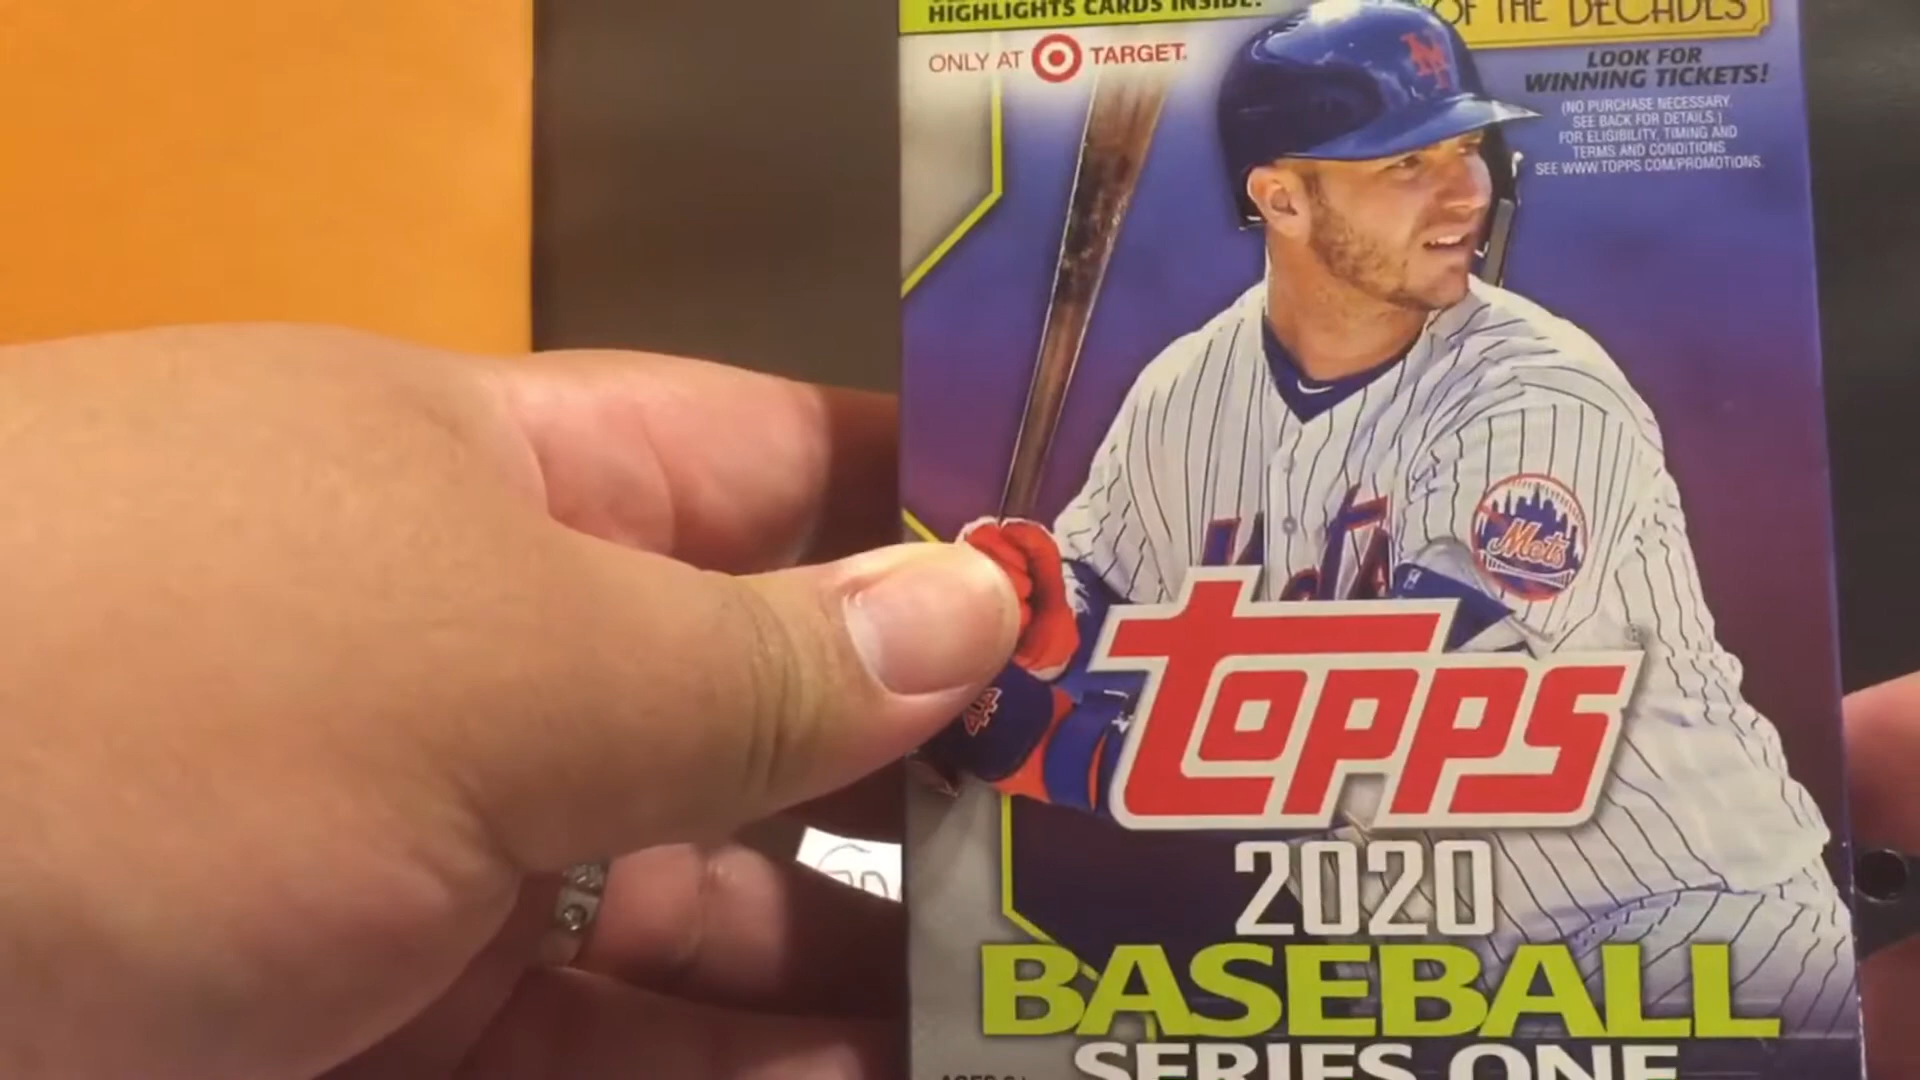 HIGHLIGHTS CARDS INSIDE!
OF THE DECADES
ONLY AT TARGET.
LOOK FOR
WINNING TICKETS!
(NO PURCHASE NECESSARY.
SEE BACK FOR DETAILS.)
FOR ELIGIBILITY, TIMING AND
TERMS AND CONDITIONS
SEE WWW.TOPPS.COM/PROMOTIONS.
Mets
Mets
topps
2020
BASEBALL
SERIES ONE